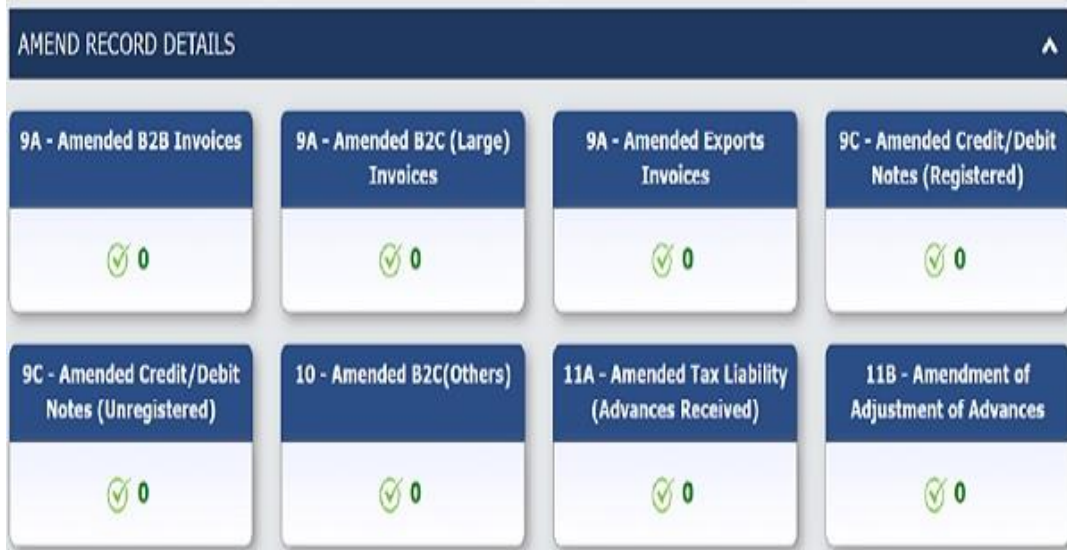 AMEND RECORD DETAILS
9A - Amended B2B Invoices
0
9A - Amended B2C (Large)
Invoices
0
9A - Amended Exports
Invoices
0
9C - Amended Credit/Debit
Notes (Registered)
0
9C - Amended Credit/Debit
Notes (Unregistered)
0
10 - Amended B2C(Others)
0
11A - Amended Tax Liability
(Advances Received)
0
11B - Amendment of
Adjustment of Advances
0